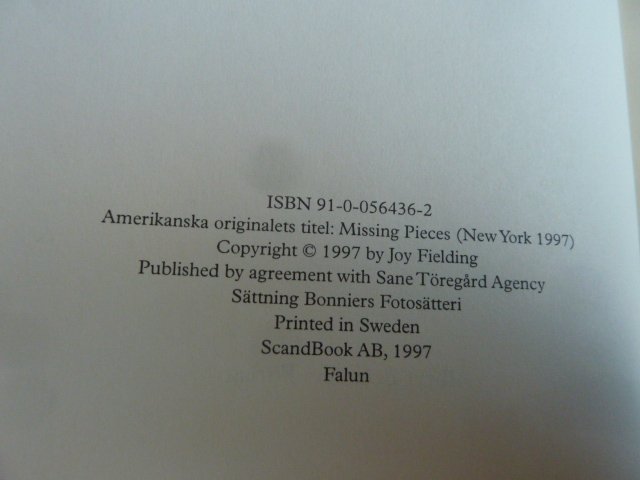 ISBN 91-0-056436-2
Amerikanska originalets titel: Missing Pieces (New York 1997)
Copyright © 1997 by Joy Fielding
Published by agreement with Sane Töregård Agency
Sättning Bonniers Fotosätteri
Printed in Sweden
ScandBook AB, 1997
Falun